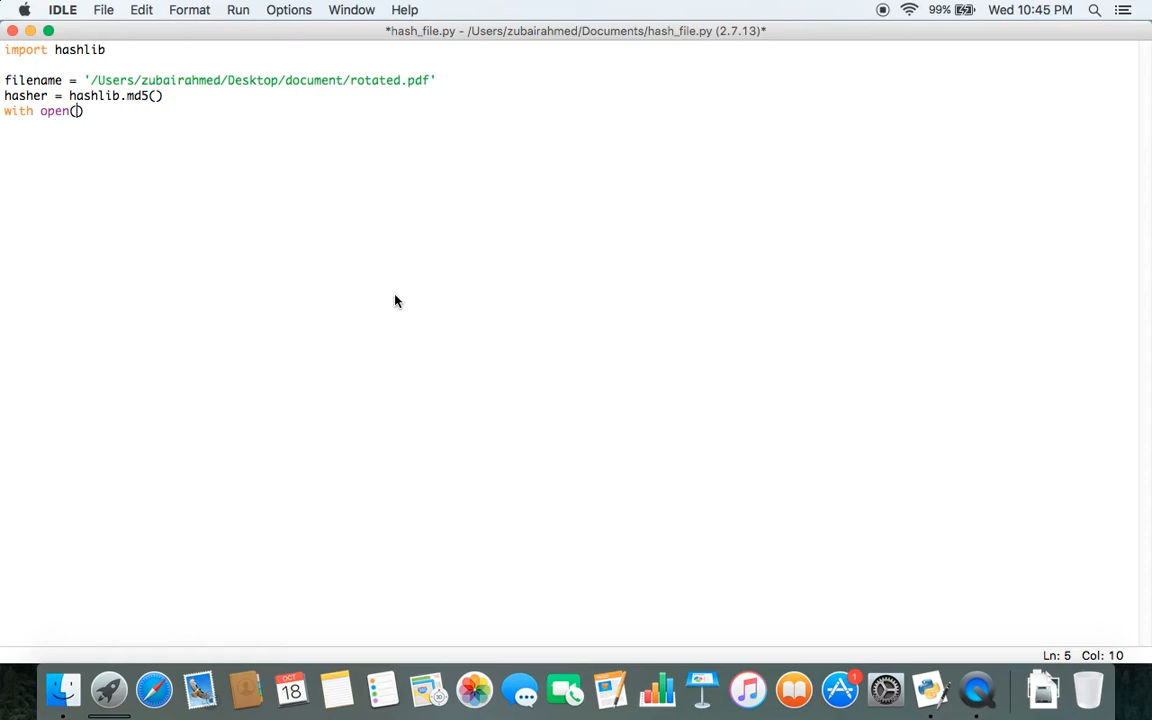 IDLE File Edit Format Run Options Window Help 99% Wed 10:45 PM
*hash_file.py - /Users/zubairahmed/Documents/hash_file.py (2.7.13)*
import hashlib
filename = '/Users/zubairahmed/Desktop/document/rotated.pdf'
hasher = hashlib.md5()
with open()
Ln: 5 Col: 10
OCT
18
1